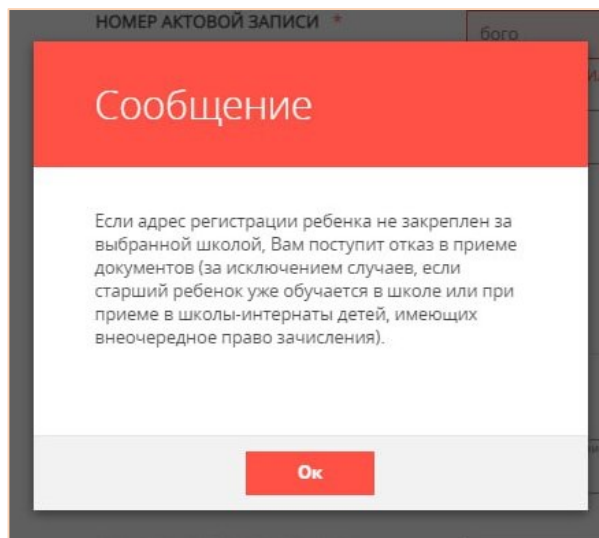 НОМЕР АКТОВОЙ ЗАПИСИ *
бого
Сообщение
Если адрес регистрации ребенка не закреплен за
выбранной школой, Вам поступит отказ в приеме
документов (за исключением случаев, если
старший ребенок уже обучается в школе или при
приеме в школы-интернаты детей, имеющих
внеочередное право зачисления).
Ок